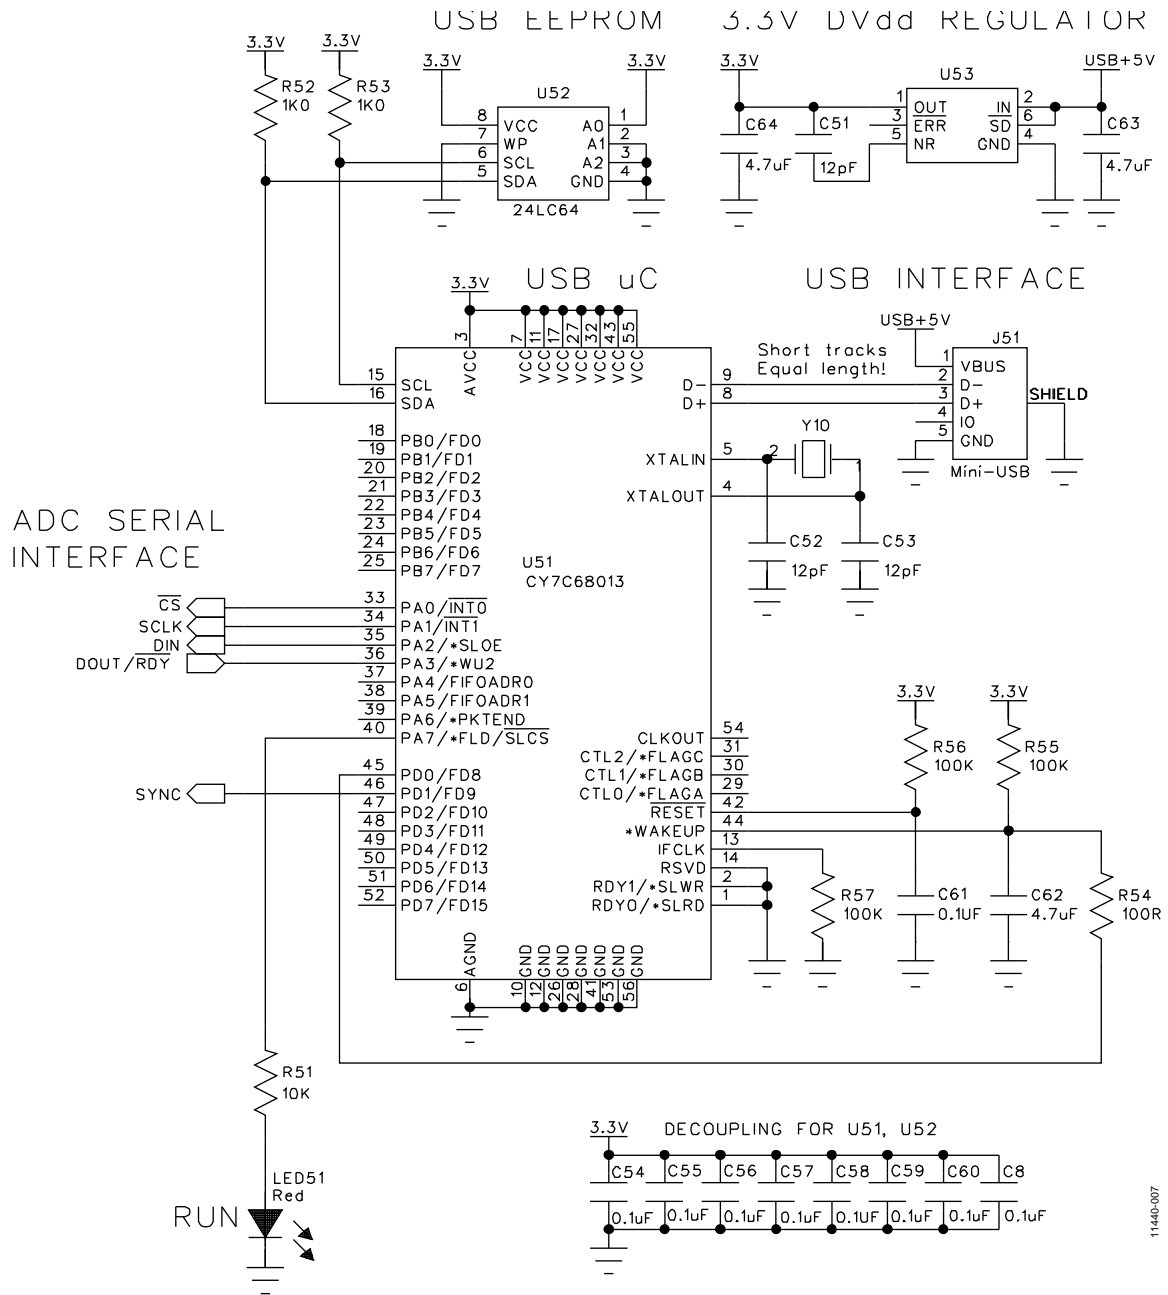 USB EEPROM
3.3V DVdd REGULATOR
3.3V
3.3V
R52
1K0
R53
1K0
3.3V
3.3V
U52
8
7
6
5
VCC
WP
SCL
SDA
A0
A1
A2
GND
1
2
3
4
24LC64
3.3V
USB+5V
U53
1
3
5
OUT
ERR
NR
IN
SD
GND
2
6
4
C64
4.7uF
C51
12pF
C63
4.7uF
USB uC
USB INTERFACE
3.3V
3
7
11
17
27
32
43
55
AVCC
VCC
VCC
VCC
VCC
VCC
VCC
VCC
USB+5V
J51
Short tracks
Equal length!
1
2
3
4
5
VBUS
D-
D+
IO
GND
SHIELD
Mini-USB
15
16
SCL
SDA
D-
D+
9
8
18 PB0/FD0
19 PB1/FD1
20 PB2/FD2
21 PB3/FD3
22 PB4/FD4
23 PB5/FD5
24 PB6/FD6
25 PB7/FD7
XTALIN 5
XTALOUT 4
2
Y10
1
C52
12pF
C53
12pF
U51
CY7C68013
ADC SERIAL
INTERFACE
CS
SCLK
DIN
DOUT/RDY
33 PA0/INT0
34 PA1/INT1
35 PA2/*SLOE
36 PA3/*WU2
37 PA4/FIFOADR0
38 PA5/FIFOADR1
39 PA6/*PKTEND
40 PA7/*FLD/SLCS
SYNC
45 PD0/FD8
46 PD1/FD9
47 PD2/FD10
48 PD3/FD11
49 PD4/FD12
50 PD5/FD13
51 PD6/FD14
52 PD7/FD15
CLKOUT 54
CTL2/*FLAGC 31
CTL1/*FLAGB 30
CTL0/*FLAGA 29
RESET 42
*WAKEUP 44
IFCLK 13
RSVD 14
RDY1/*SLWR 2
RDY0/*SLRD 1
3.3V
3.3V
R56
100K
R55
100K
R57
100K
C61
0.1UF
C62
4.7uF
R54
100R
AGND
GND
GND
GND
GND
GND
GND
GND
6
10
12
26
28
41
53
56
R51
10K
LED51
Red
RUN
3.3V
DECOUPLING FOR U51, U52
C54
C55
C56
C57
C58
C59
C60
C8
0.1uF
0.1uF
0.1uF
0.1uF
0.1UF
0.1uF
0.1uF
0.1uF
11440-007